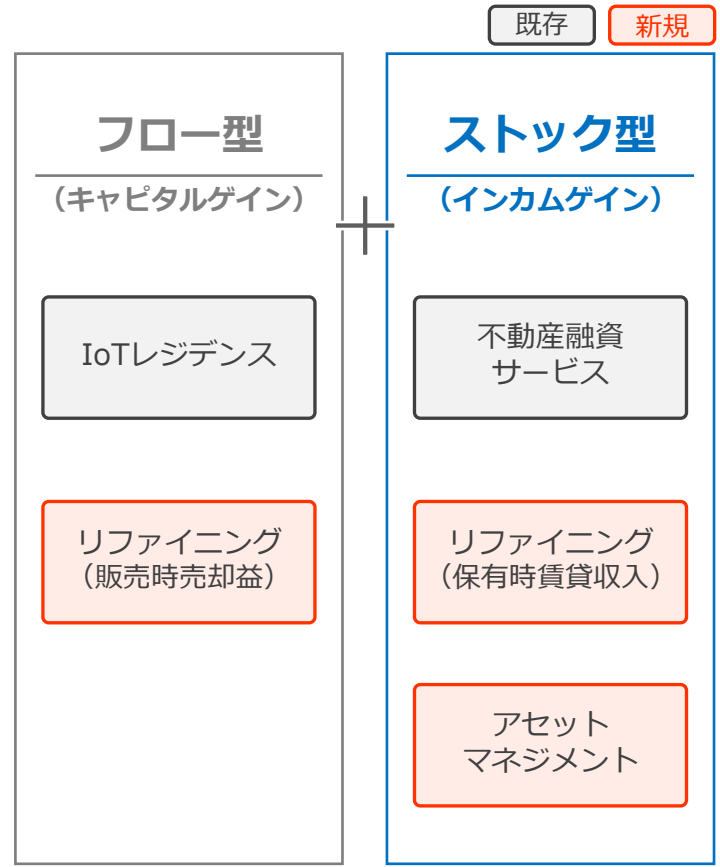 既存
新規
フロー型
（キャピタルゲイン）
IoTレジデンス
リファイニング
（販売時売却益）
＋
ストック型
（インカムゲイン）
不動産融資
サービス
リファイニング
（保有時賃貸収入）
アセット
マネジメント